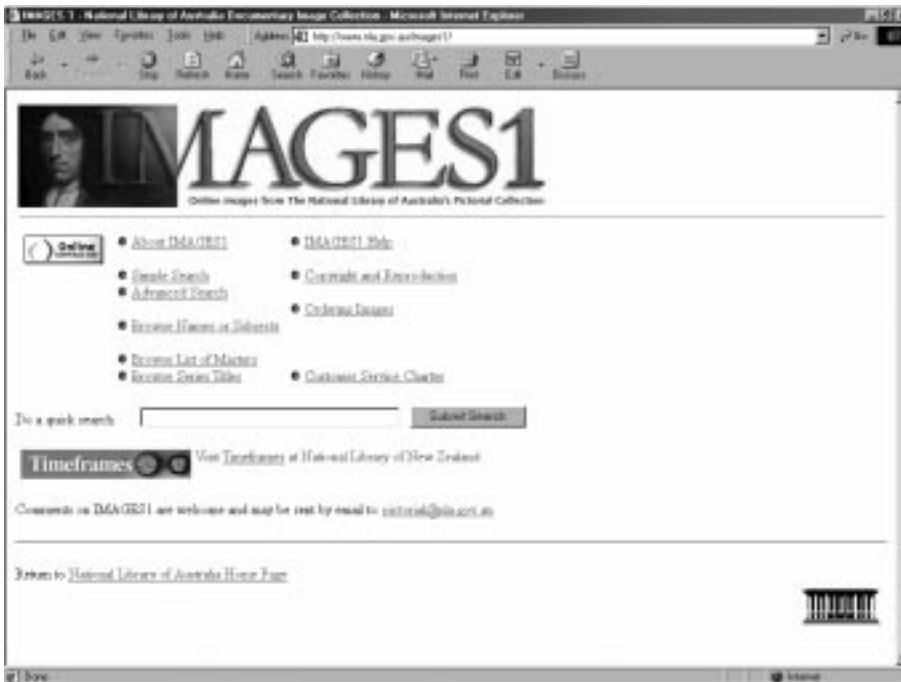 IMAGES 1 - National Library of Australia Documentary Image Collection - Microsoft Internet Explorer
File Edit View Favorites Tools Help Address http://www.nla.gov.au/images1/
Back Stop Refresh Home Search Favorites History Mail Print Edit Discuss
IMAGES1
Online images from The National Library of Australia's Pictorial Collection
Online
About IMAGES1
IMAGES1 Help
Simple Search
Copyright and Reproduction
Advanced Search
Ordering Images
Browse Names or Subjects
Browse List of Masters
Browse Series Titles
Customer Service Charter
Do a quick search:
Submit Search
Timeframes
Visit Timeframes at National Library of New Zealand
Comments on IMAGES1 are welcome and may be sent by email to: pictorial@nla.gov.au
Return to National Library of Australia Home Page
Done
Internet